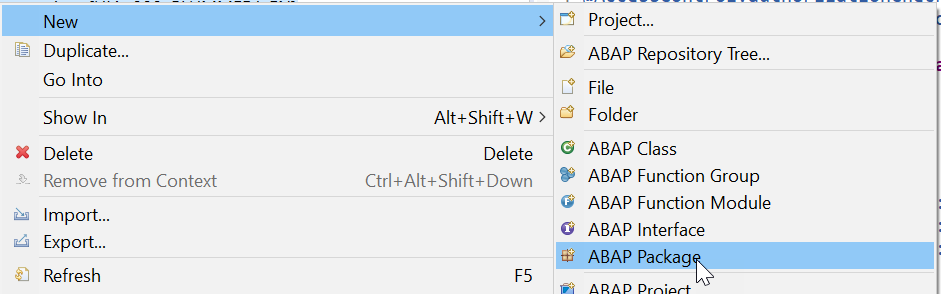 New
Duplicate...
Go Into
Show In Alt+Shift+W
Delete Delete
Remove from Context Ctrl+Alt+Shift+Down
Import...
Export...
Refresh F5
Project...
ABAP Repository Tree...
File
Folder
ABAP Class
ABAP Function Group
ABAP Function Module
ABAP Interface
ABAP Package
ABAP Project